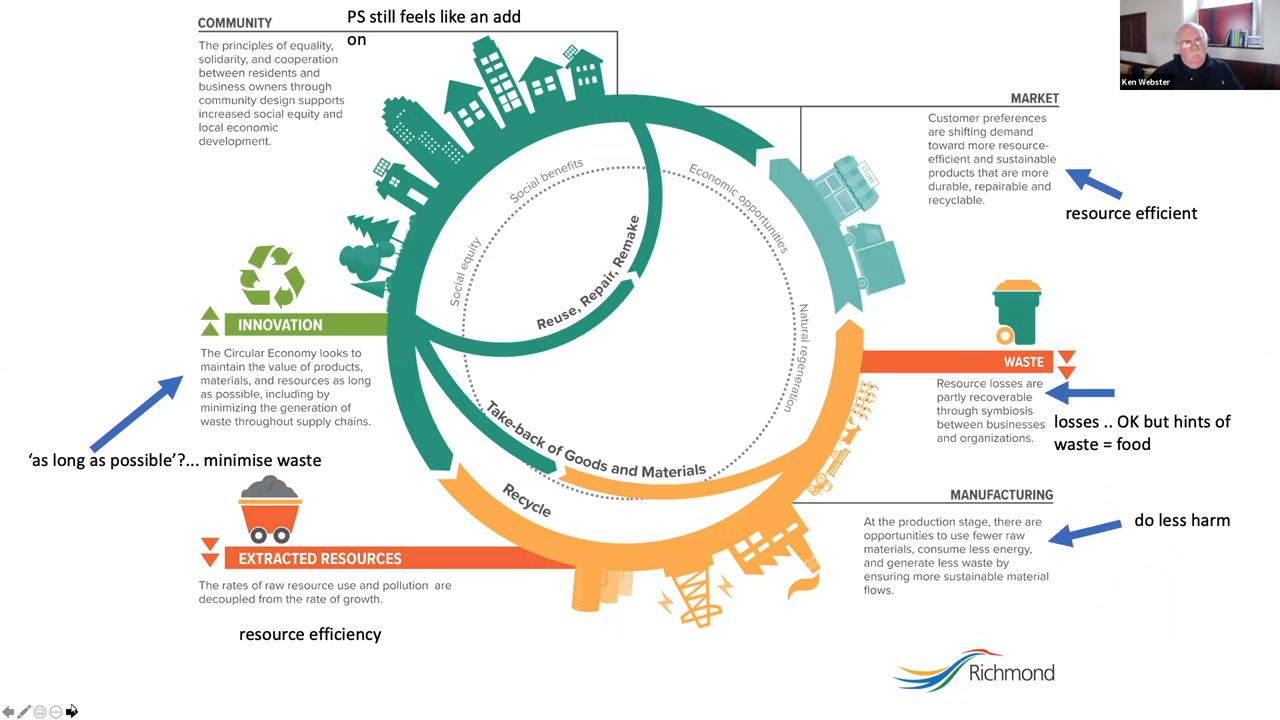 COMMUNITY
The principles of equality,
solidarity, and cooperation
between residents and
business owners through
community design supports
increased social equity and
local economic
development.
PS still feels like an add
on
Ken Webster
MARKET
Customer preferences
are shifting demand
toward more resource-
efficient and sustainable
products that are more
durable, repairable and
recyclable.
resource efficient
STORE
Social benefits
Economic opportunities
Social equity
Natural regeneration
Reuse, Repair, Remake
Take-back of Goods and Materials
Recycle
INNOVATION
The Circular Economy looks to
maintain the value of products,
materials, and resources as long
as possible, including by
minimizing the generation of
waste throughout supply chains.
'as long as possible'?... minimise waste
WASTE
Resource losses are
partly recoverable
through symbiosis
between businesses
and organizations.
losses .. OK but hints of
waste = food
EXTRACTED RESOURCES
The rates of raw resource use and pollution are
decoupled from the rate of growth.
resource efficiency
MANUFACTURING
At the production stage, there are
opportunities to use fewer raw
materials, consume less energy,
and generate less waste by
ensuring more sustainable material
flows.
do less harm
Richmond